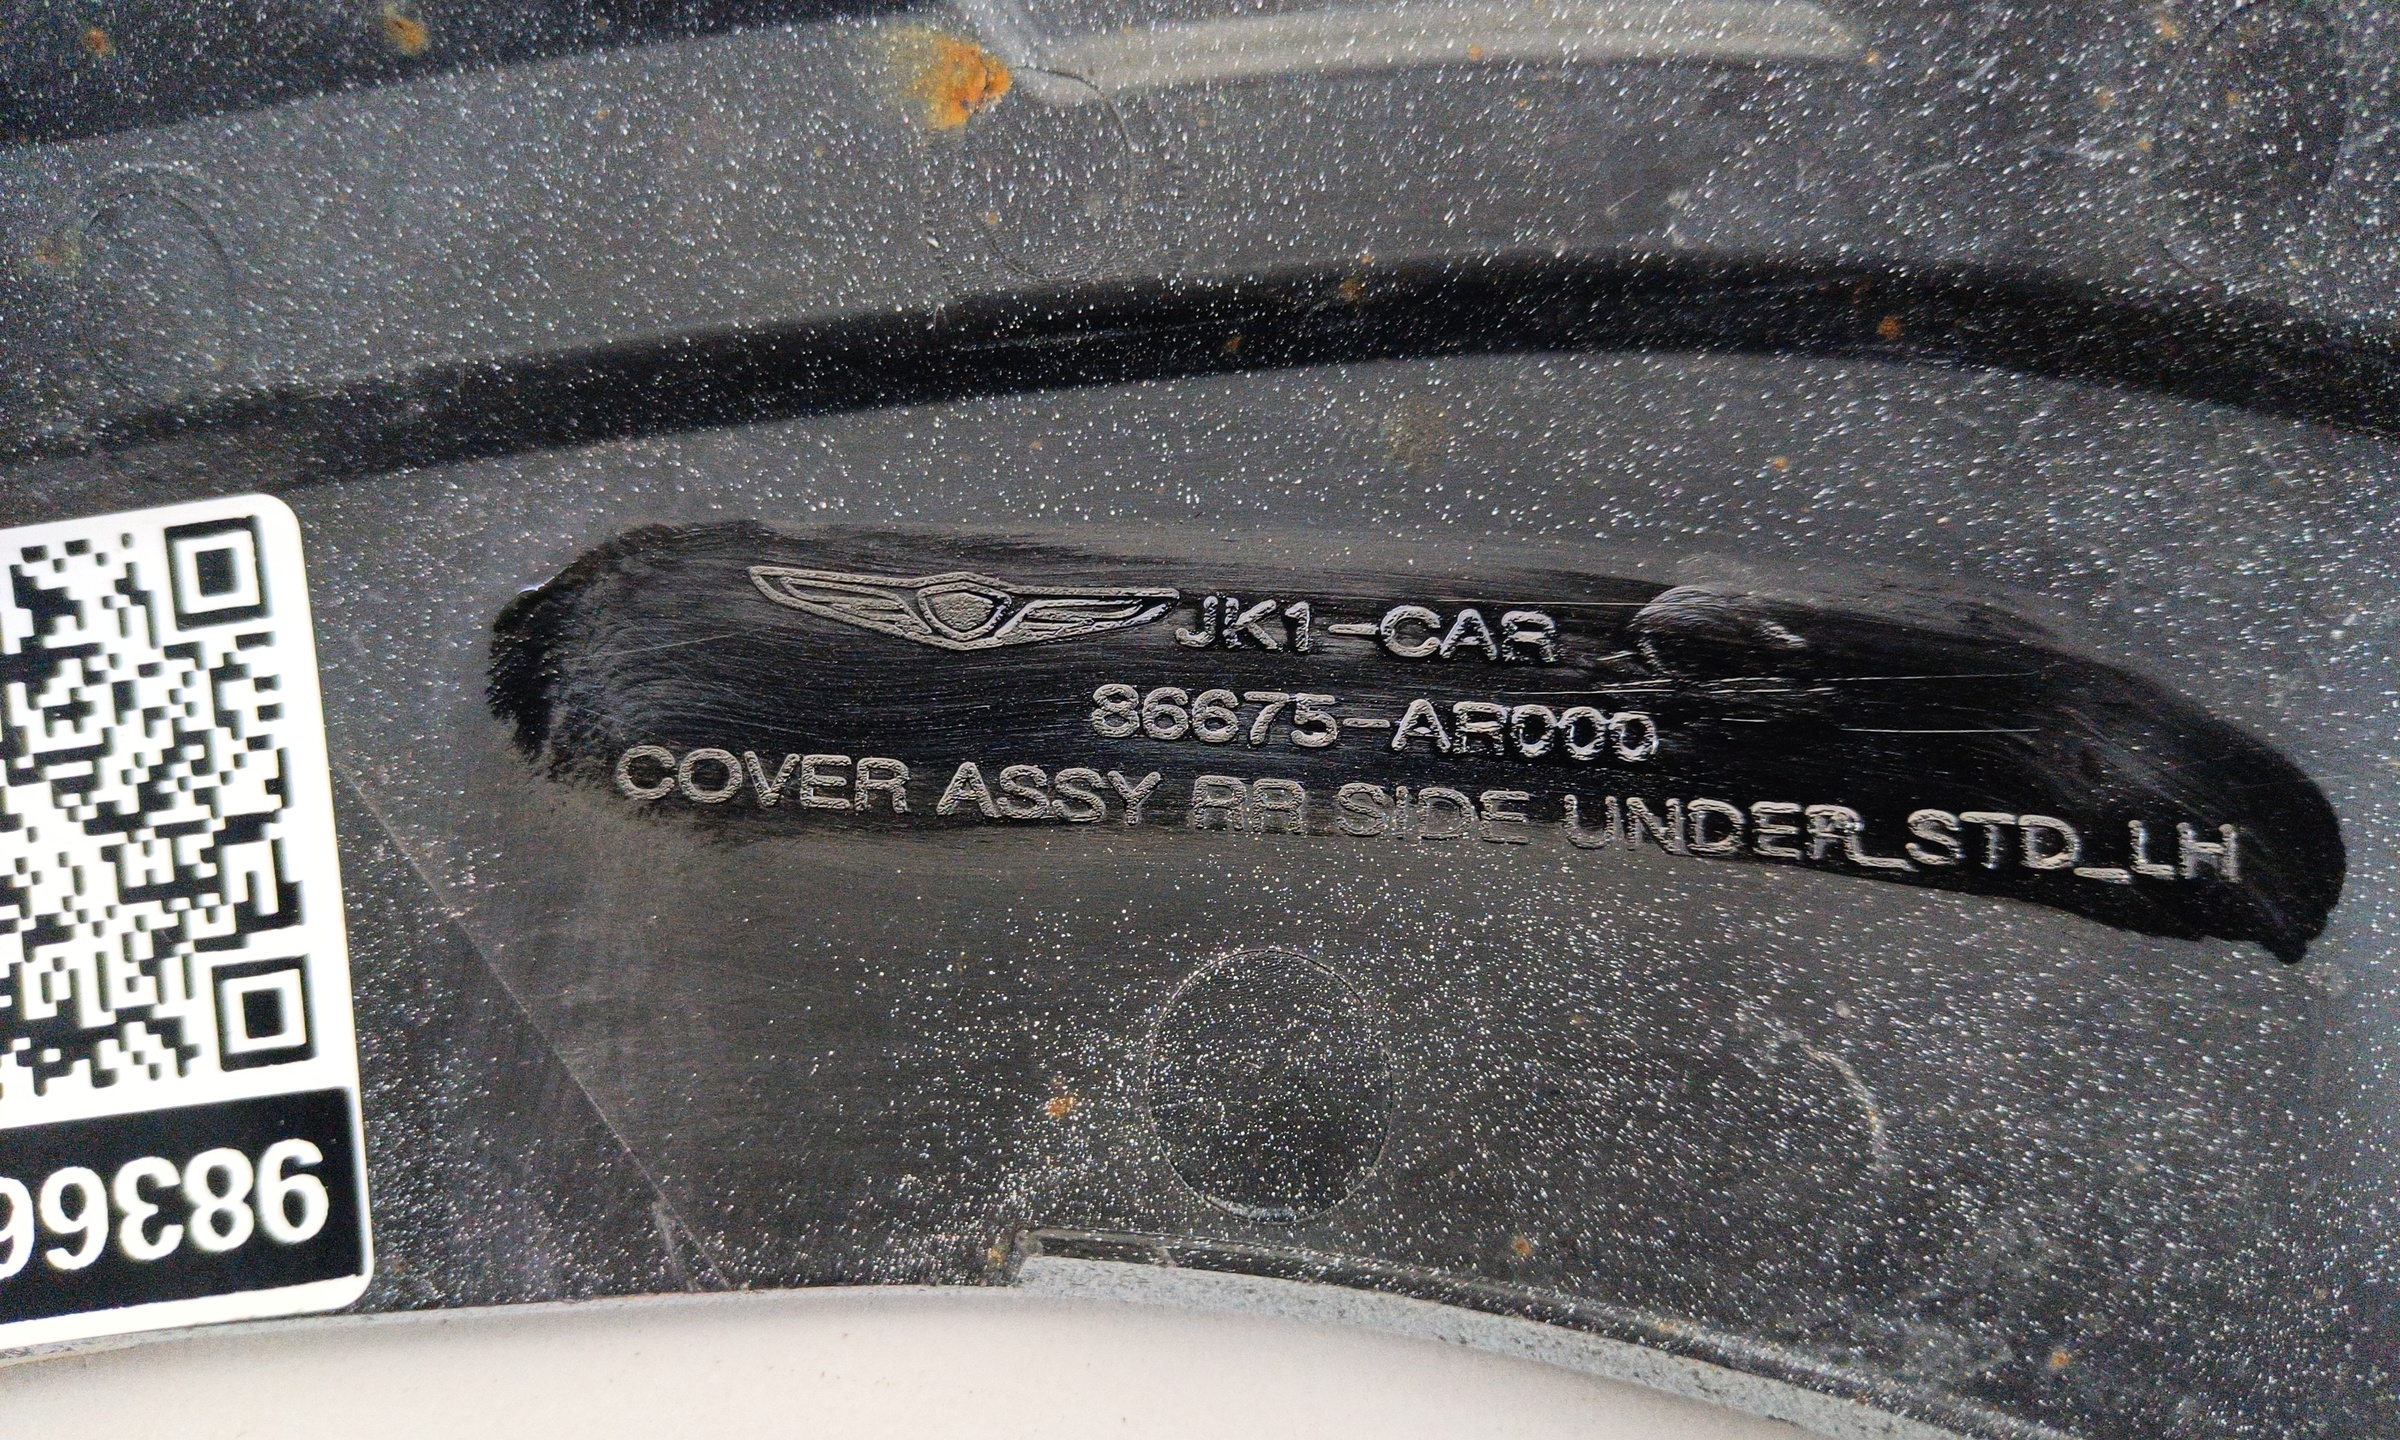 JK1-CAR
86675-AR000
COVER ASSY RR SIDE UNDER_STD_LH
98366